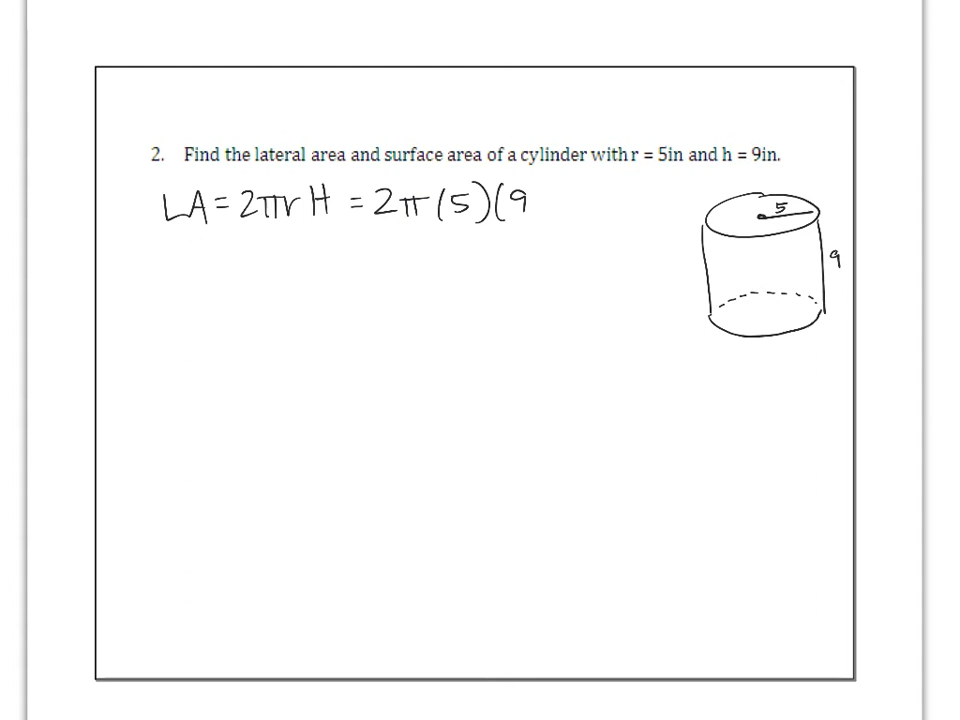 2. Find the lateral area and surface area of a cylinder with r = 5in and h = 9in.
LA = 2πrH = 2π(5)(9
5
9